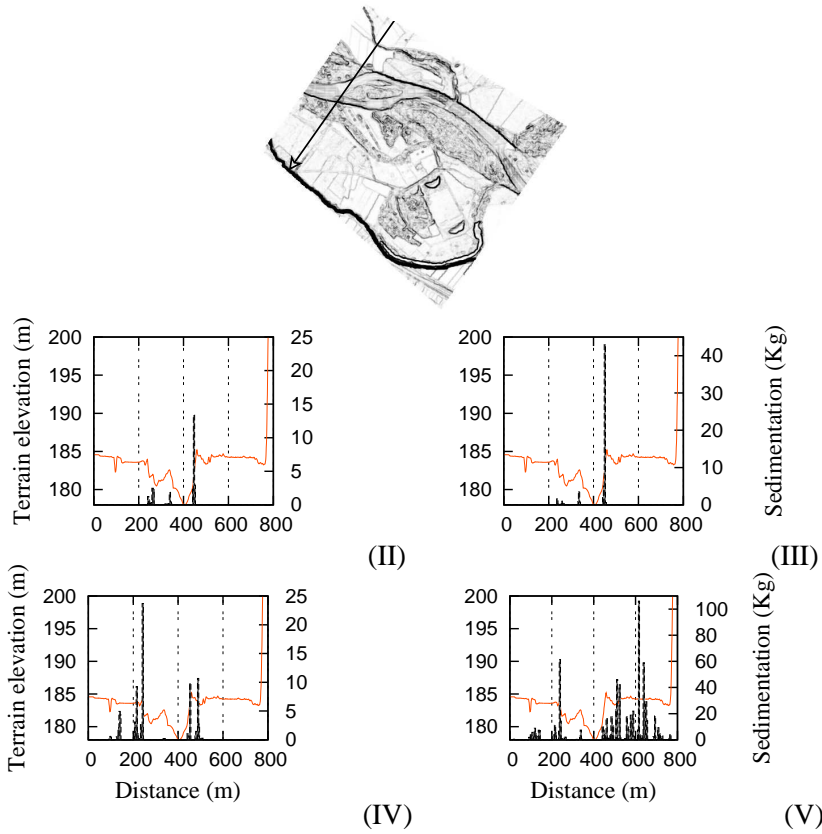 200 25
195 20
190 15
185 10
180 5
0
0 200 400 600 800
Terrain elevation (m)
(II)
200
195 40
190 30
185 20
180 10
0
0 200 400 600 800
Sedimentation (Kg)
(III)
200 25
195 20
190 15
185 10
180 5
0
0 200 400 600 800
Terrain elevation (m)
Distance (m)
(IV)
200
195 100
190 80
60
185 40
180 20
0
0 200 400 600 800
Sedimentation (Kg)
Distance (m)
(V)